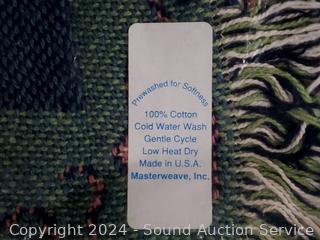 Prewashed for Softness
100% Cotton
Cold Water Wash
Gentle Cycle
Low Heat Dry
Made in U.S.A.
Masterweave, Inc.
Copyright 2024 - Sound Auction Service